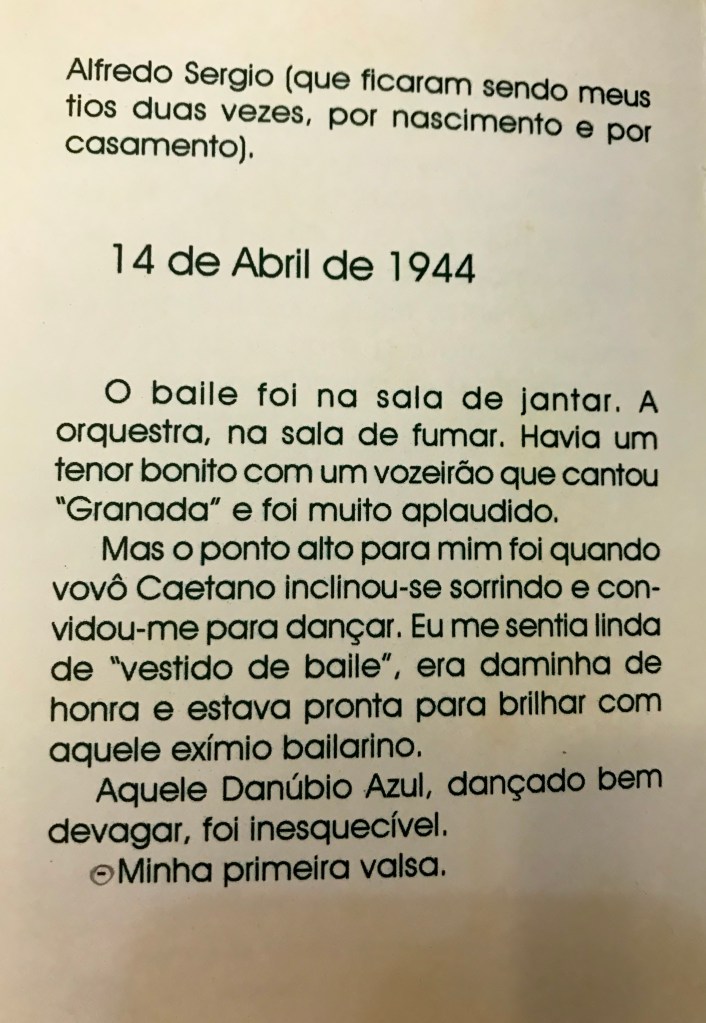 Alfredo Sergio (que ficaram sendo meus
tios duas vezes, por nascimento e por
casamento).
14 de Abril de 1944
O baile foi na sala de jantar. A
orquestra, na sala de fumar. Havia um
tenor bonito com um vozeirão que cantou
"Granada" e foi muito aplaudido.
Mas o ponto alto para mim foi quando
vovô Caetano inclinou-se sorrindo e con-
vidou-me para dançar. Eu me sentia linda
de "vestido de baile", era daminha de
honra e estava pronta para brilhar com
aquele exímio bailarino.
Aquele Danúbio Azul, dançado bem
devagar, foi inesquecível.
Minha primeira valsa.